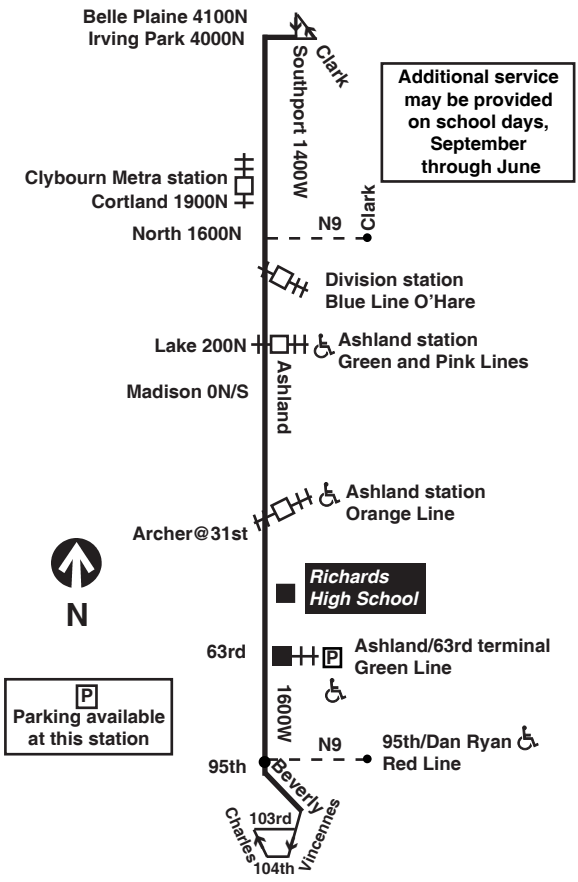 Belle Plaine 4100N
Irving Park 4000N
Clark
Southport 1400W
Additional service
may be provided
on school days,
September
through June
Clybourn Metra station
Cortland 1900N
Clark
N9
North 1600N
Division station
Blue Line O'Hare
Lake 200N
Ashland station
Green and Pink Lines
Ashland
Madison 0N/S
Ashland station
Orange Line
Archer@31st
N
Richards
High School
63rd
P
Ashland/63rd terminal
Green Line
P
Parking available
at this station
1600W
N9
95th/Dan Ryan
Red Line
95th
Beverly
103rd
Charles
Vincennes
104th